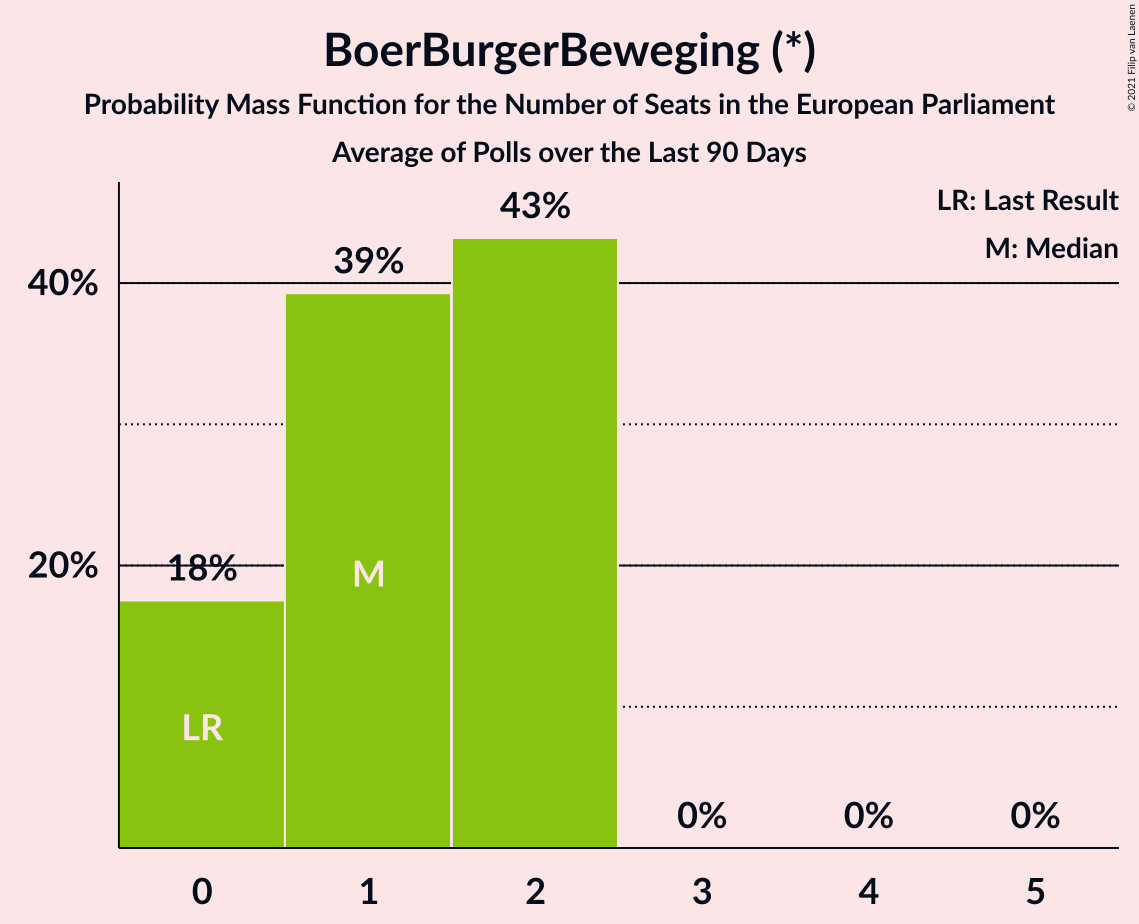 BoerBurgerBeweging (*)
Probability Mass Function for the Number of Seats in the European Parliament
Average of Polls over the Last 90 Days
© 2021 Filip van Laenen
LR: Last Result
M: Median
43%
39%
40%
20%
18%
M
LR
0%
0%
0%
0
1
2
3
4
5